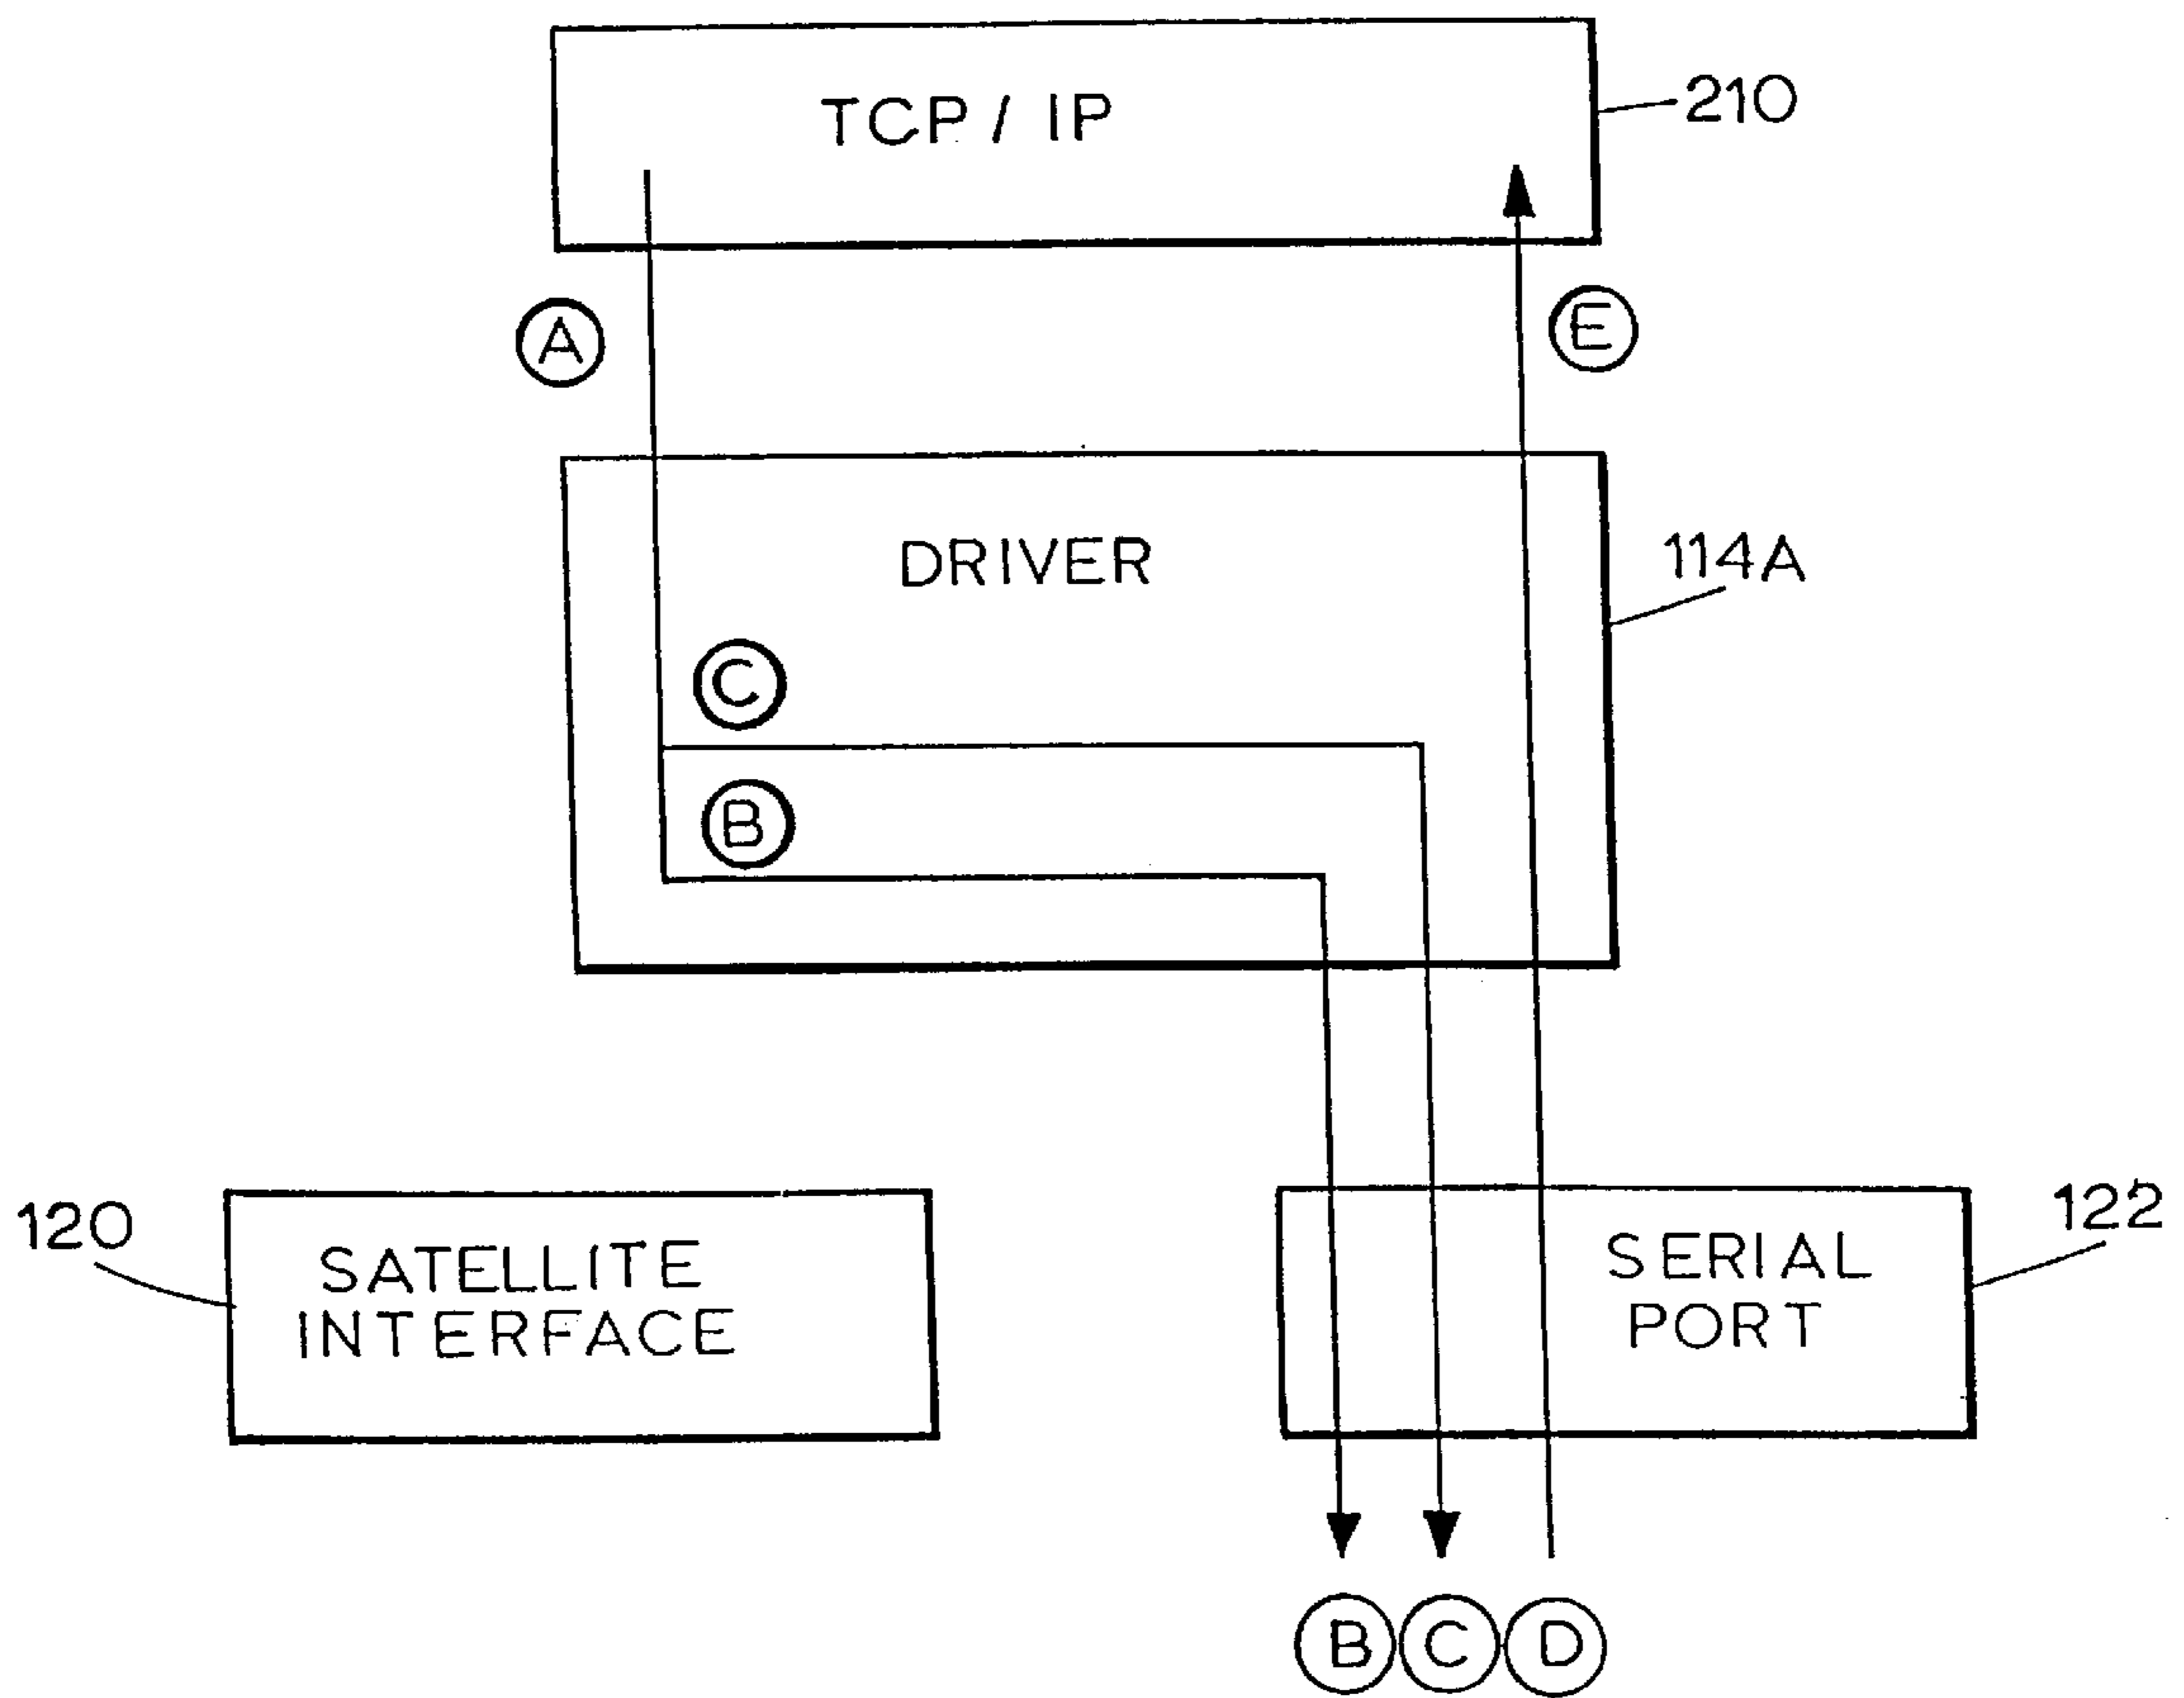 TCP / IP
210
A
E
DRIVER
114A
C
B
120
SATELLITE
INTERFACE
SERIAL
PORT
122
B C D